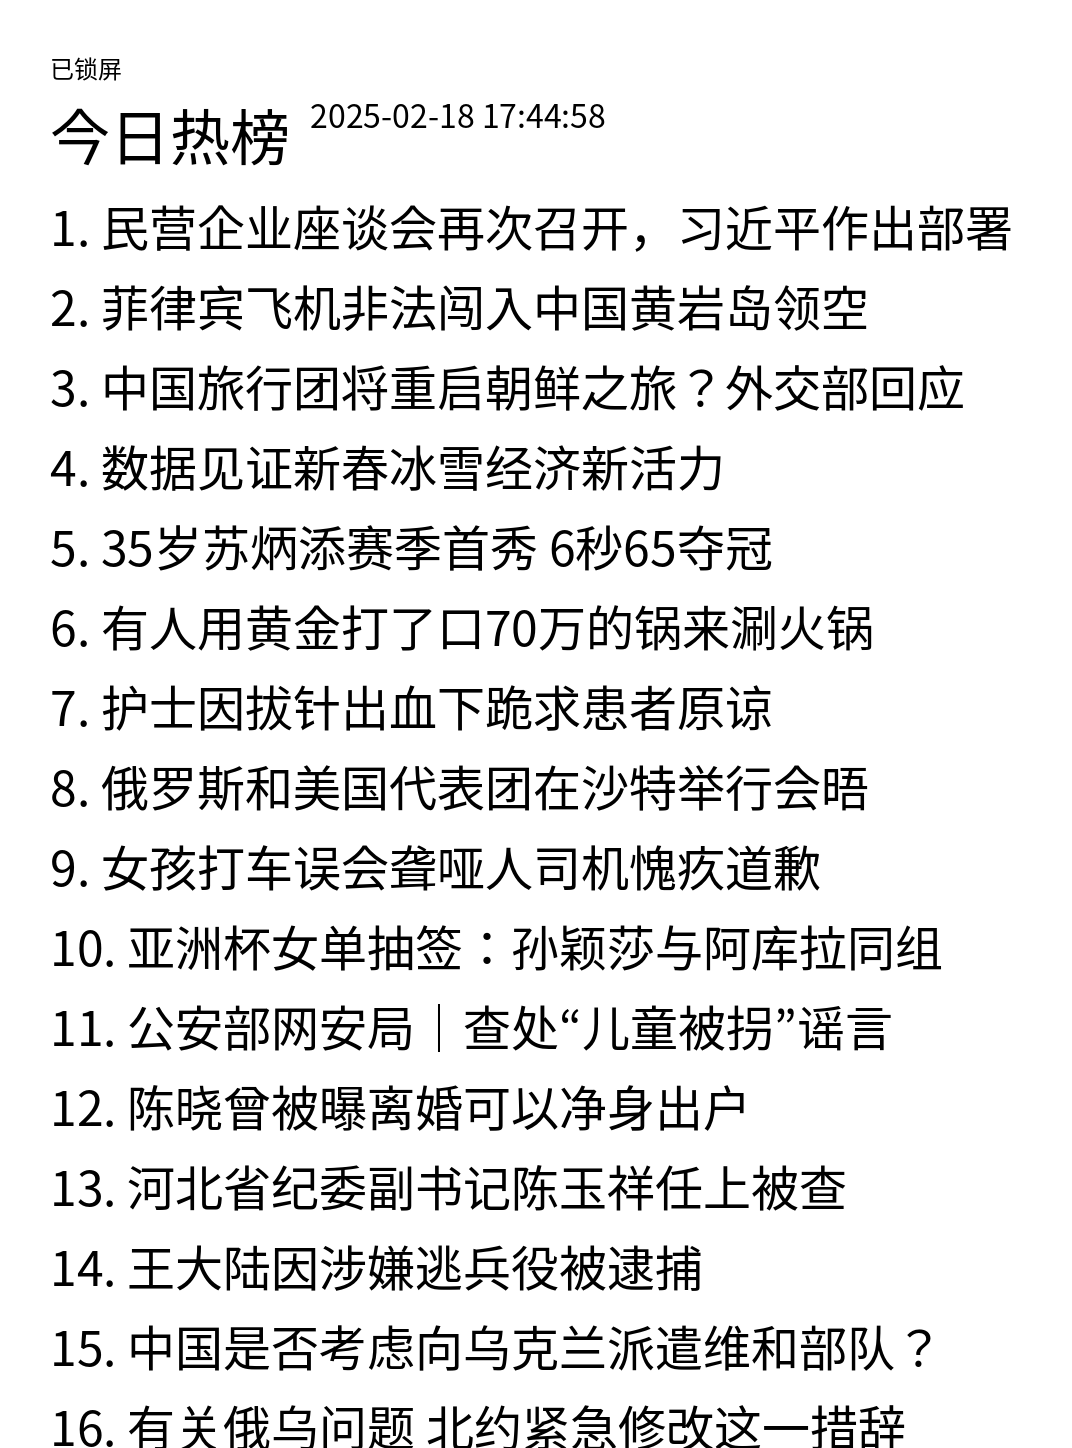 已锁屏
今日热榜 2025-02-18 17:44:58
1. 民营企业座谈会再次召开，习近平作出部署
2. 菲律宾飞机非法闯入中国黄岩岛领空
3. 中国旅行团将重启朝鲜之旅？外交部回应
4. 数据见证新春冰雪经济新活力
5. 35岁苏炳添赛季首秀 6秒65夺冠
6. 有人用黄金打了口70万的锅来涮火锅
7. 护士因拔针出血下跪求患者原谅
8. 俄罗斯和美国代表团在沙特举行会晤
9. 女孩打车误会聋哑人司机愧疚道歉
10. 亚洲杯女单抽签：孙颖莎与阿库拉同组
11. 公安部网安局｜查处“儿童被拐”谣言
12. 陈晓曾被曝离婚可以净身出户
13. 河北省纪委副书记陈玉祥任上被查
14. 王大陆因涉嫌逃兵役被逮捕
15. 中国是否考虑向乌克兰派遣维和部队？
16. 有关俄乌问题 北约紧急修改这一措辞